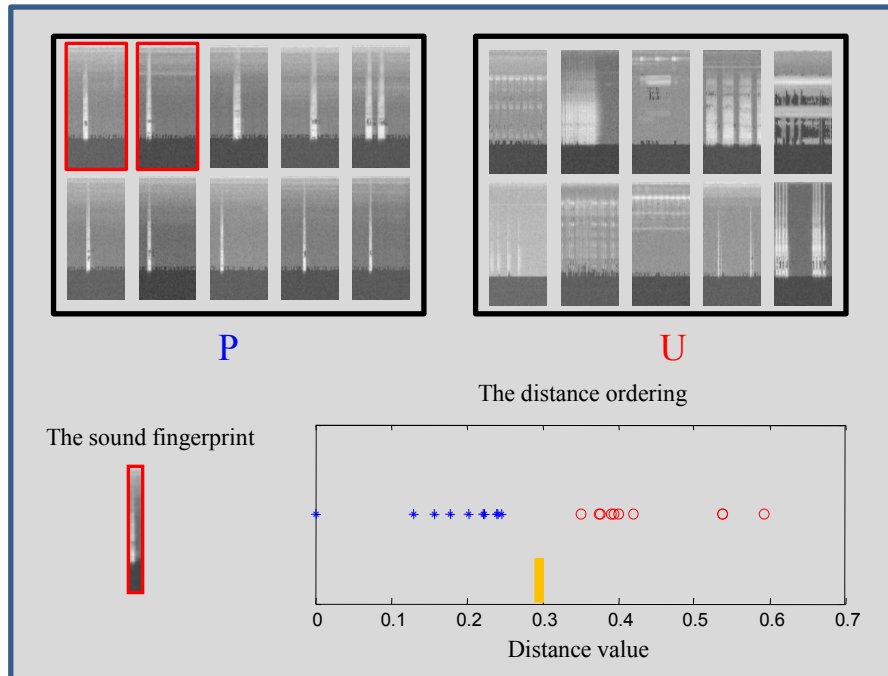 P
U
The distance ordering
The sound fingerprint
0 0.1 0.2 0.3 0.4 0.5 0.6 0.7
Distance value